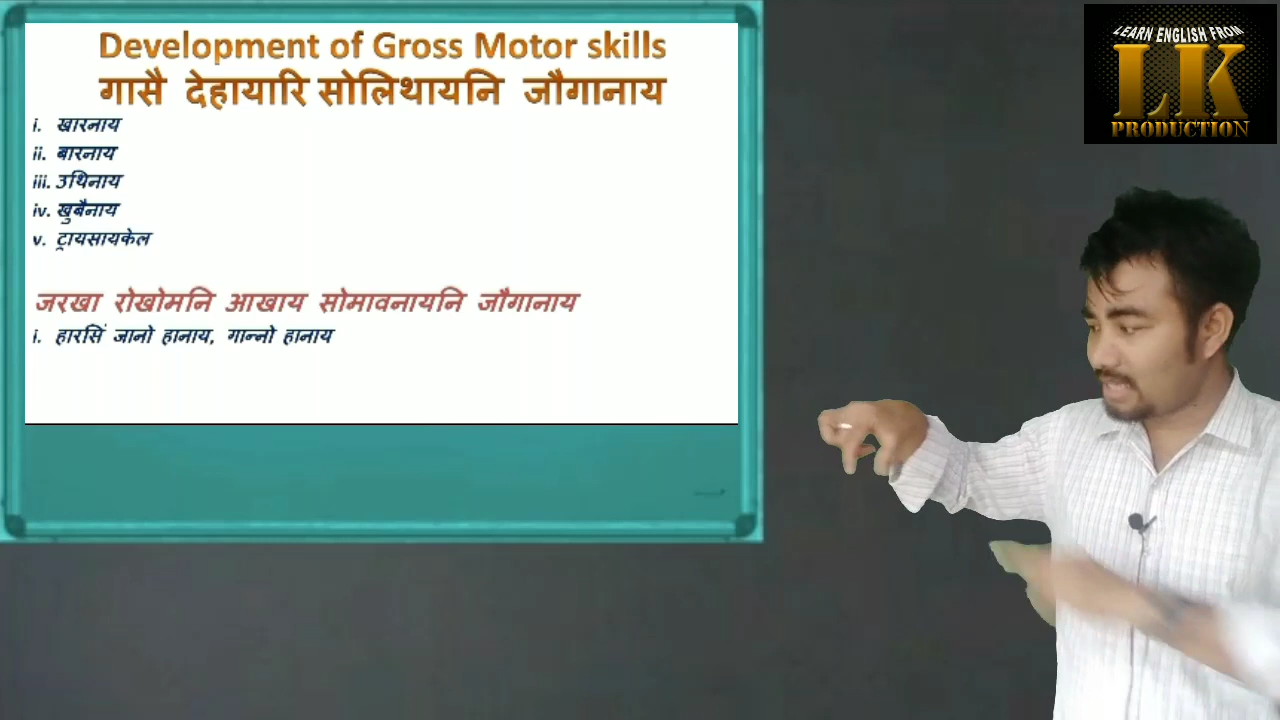 Development of Gross Motor skills
गासै देहायारि सोलिथायनि जौगानाय
i. खारनाय
ii. बारनाय
iii. उथिनाय
iv. खुबैनाय
v. ट्रायसायकेल
जरखा रोखोमनि आखाय सोमावनायनि जौगानाय
i. हारसिं जानो हानाय, गान्नो हानाय
LEARN ENGLISH FROM
LK
PRODUCTION